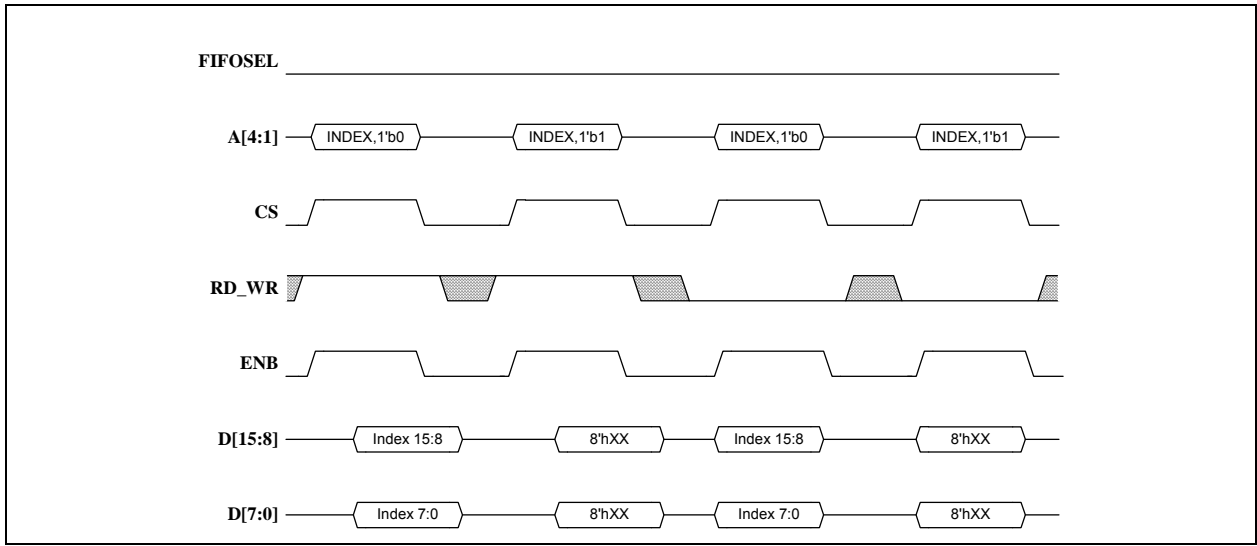 FIFOSEL
A[4:1] INDEX,1'b0 INDEX,1'b1 INDEX,1'b0 INDEX,1'b1
CS
RD_WR
ENB
D[15:8] Index 15:8 8'hXX Index 15:8 8'hXX
D[7:0] Index 7:0 8'hXX Index 7:0 8'hXX